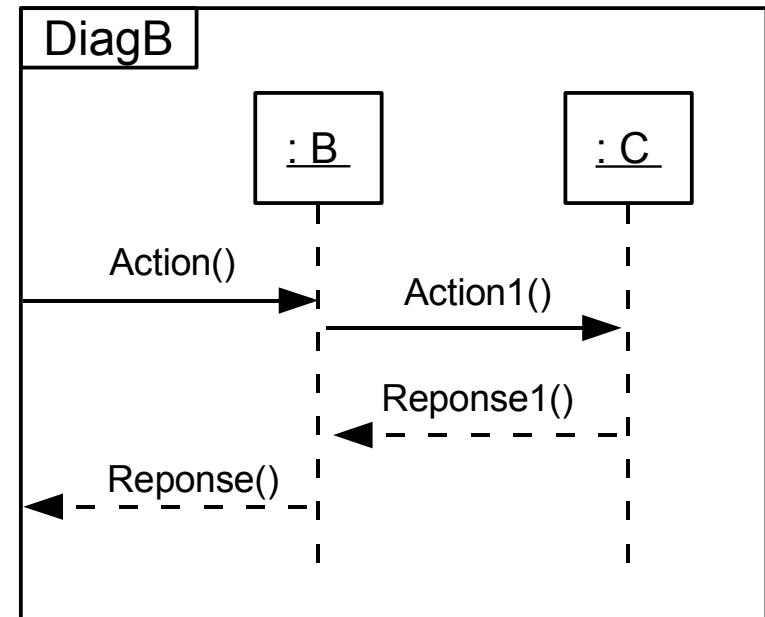 DiagB
: B
: C
Action()
Action1()
Reponse1()
Reponse()